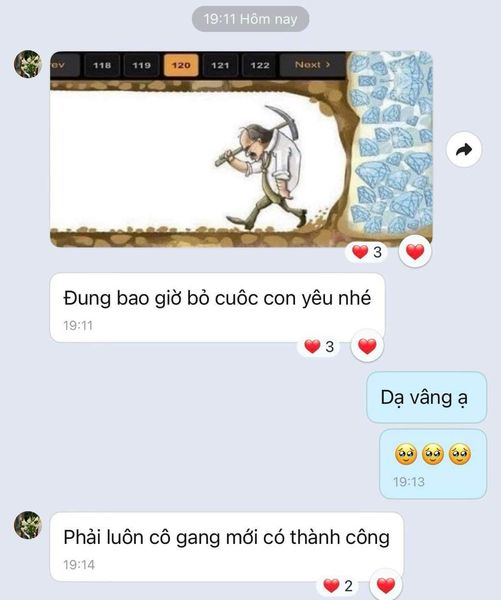 19:11 Hôm nay
ev 118 119 120 121 122 Next ›
3
Đung bao giờ bỏ cuôc con yêu nhé
19:11
3
Dạ vâng ạ
🥹🥹🥹
19:13
Phải luôn cô gang mới có thành công
19:14
2